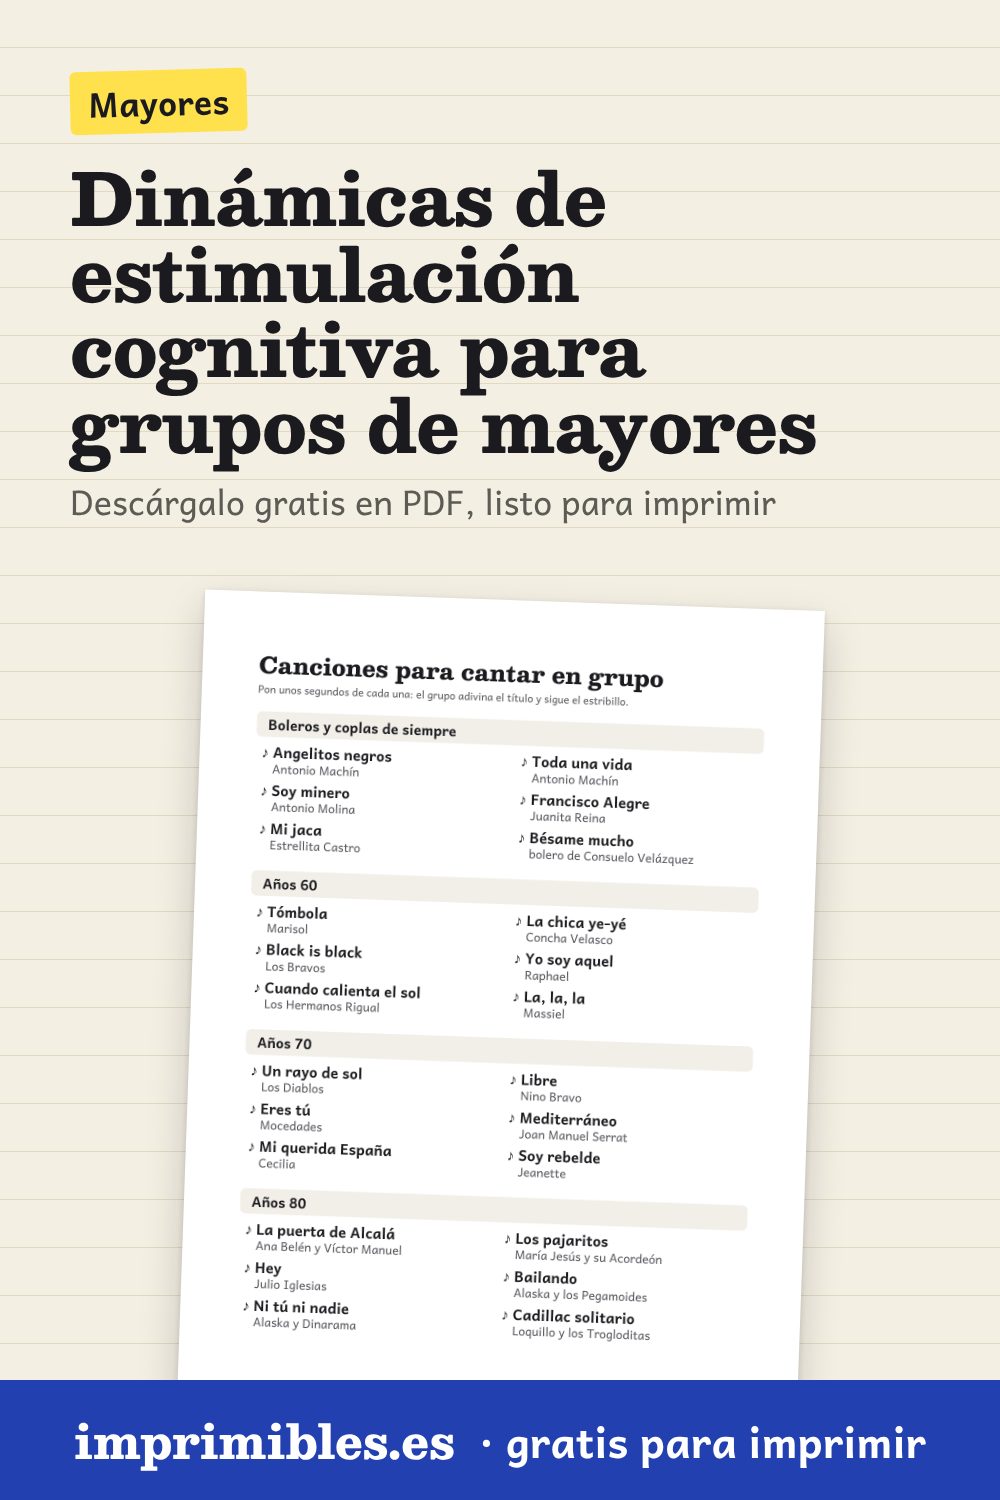 Mayores
Dinámicas de
estimulación
cognitiva para
grupos de mayores
Descárgalo gratis en PDF, listo para imprimir
Canciones para cantar en grupo
Pon unos segundos de cada una: el grupo adivina el título y sigue el estribillo.
Boleros y coplas de siempre
♪ Angelitos negros
Antonio Machín
♪ Soy minero
Antonio Molina
♪ Mi jaca
Estrellita Castro
♪ Toda una vida
Antonio Machín
♪ Francisco Alegre
Juanita Reina
♪ Bésame mucho
bolero de Consuelo Velázquez
Años 60
♪ Tómbola
Marisol
♪ Black is black
Los Bravos
♪ Cuando calienta el sol
Los Hermanos Rigual
♪ La chica ye-yé
Concha Velasco
♪ Yo soy aquel
Raphael
♪ La, la, la
Massiel
Años 70
♪ Un rayo de sol
Los Diablos
♪ Eres tú
Mocedades
♪ Mi querida España
Cecilia
♪ Libre
Nino Bravo
♪ Mediterráneo
Joan Manuel Serrat
♪ Soy rebelde
Jeanette
Años 80
♪ La puerta de Alcalá
Ana Belén y Víctor Manuel
♪ Hey
Julio Iglesias
♪ Ni tú ni nadie
Alaska y Dinarama
♪ Los pajaritos
María Jesús y su Acordeón
♪ Bailando
Alaska y los Pegamoides
♪ Cadillac solitario
Loquillo y los Trogloditas
imprimibles.es · gratis para imprimir